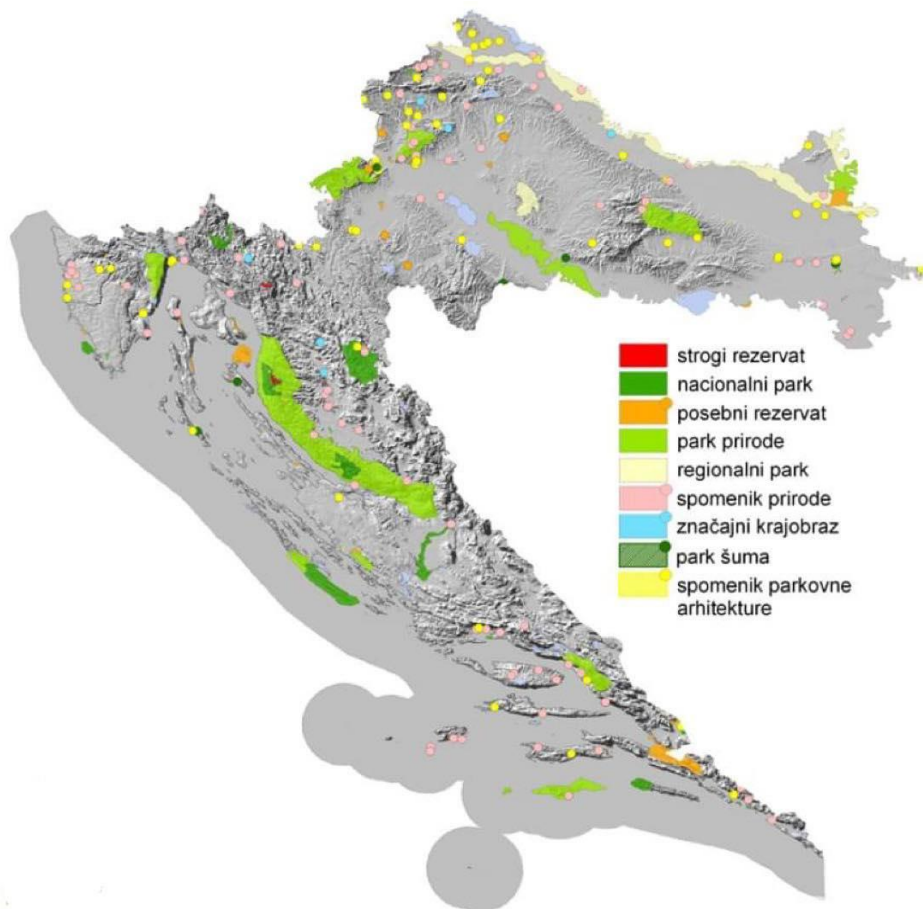 strogi rezervat
nacionalni park
posebni rezervat
park prirode
regionalni park
spomenik prirode
značajni krajobraz
park šuma
spomenik parkovne
arhitekture